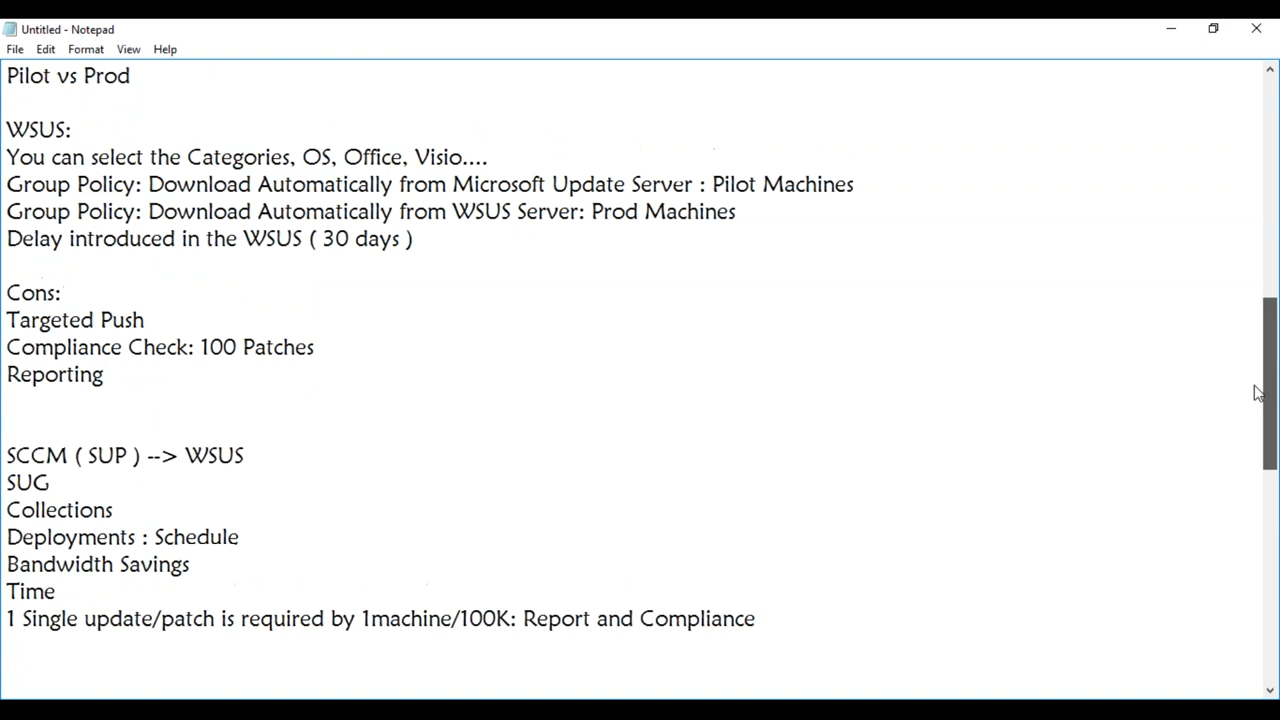 Untitled - Notepad
File Edit Format View Help
Pilot vs Prod
WSUS:
You can select the Categories, OS, Office, Visio....
Group Policy: Download Automatically from Microsoft Update Server : Pilot Machines
Group Policy: Download Automatically from WSUS Server: Prod Machines
Delay introduced in the WSUS ( 30 days )
Cons:
Targeted Push
Compliance Check: 100 Patches
Reporting
SCCM ( SUP ) --> WSUS
SUG
Collections
Deployments : Schedule
Bandwidth Savings
Time
1 Single update/patch is required by 1machine/100K: Report and Compliance